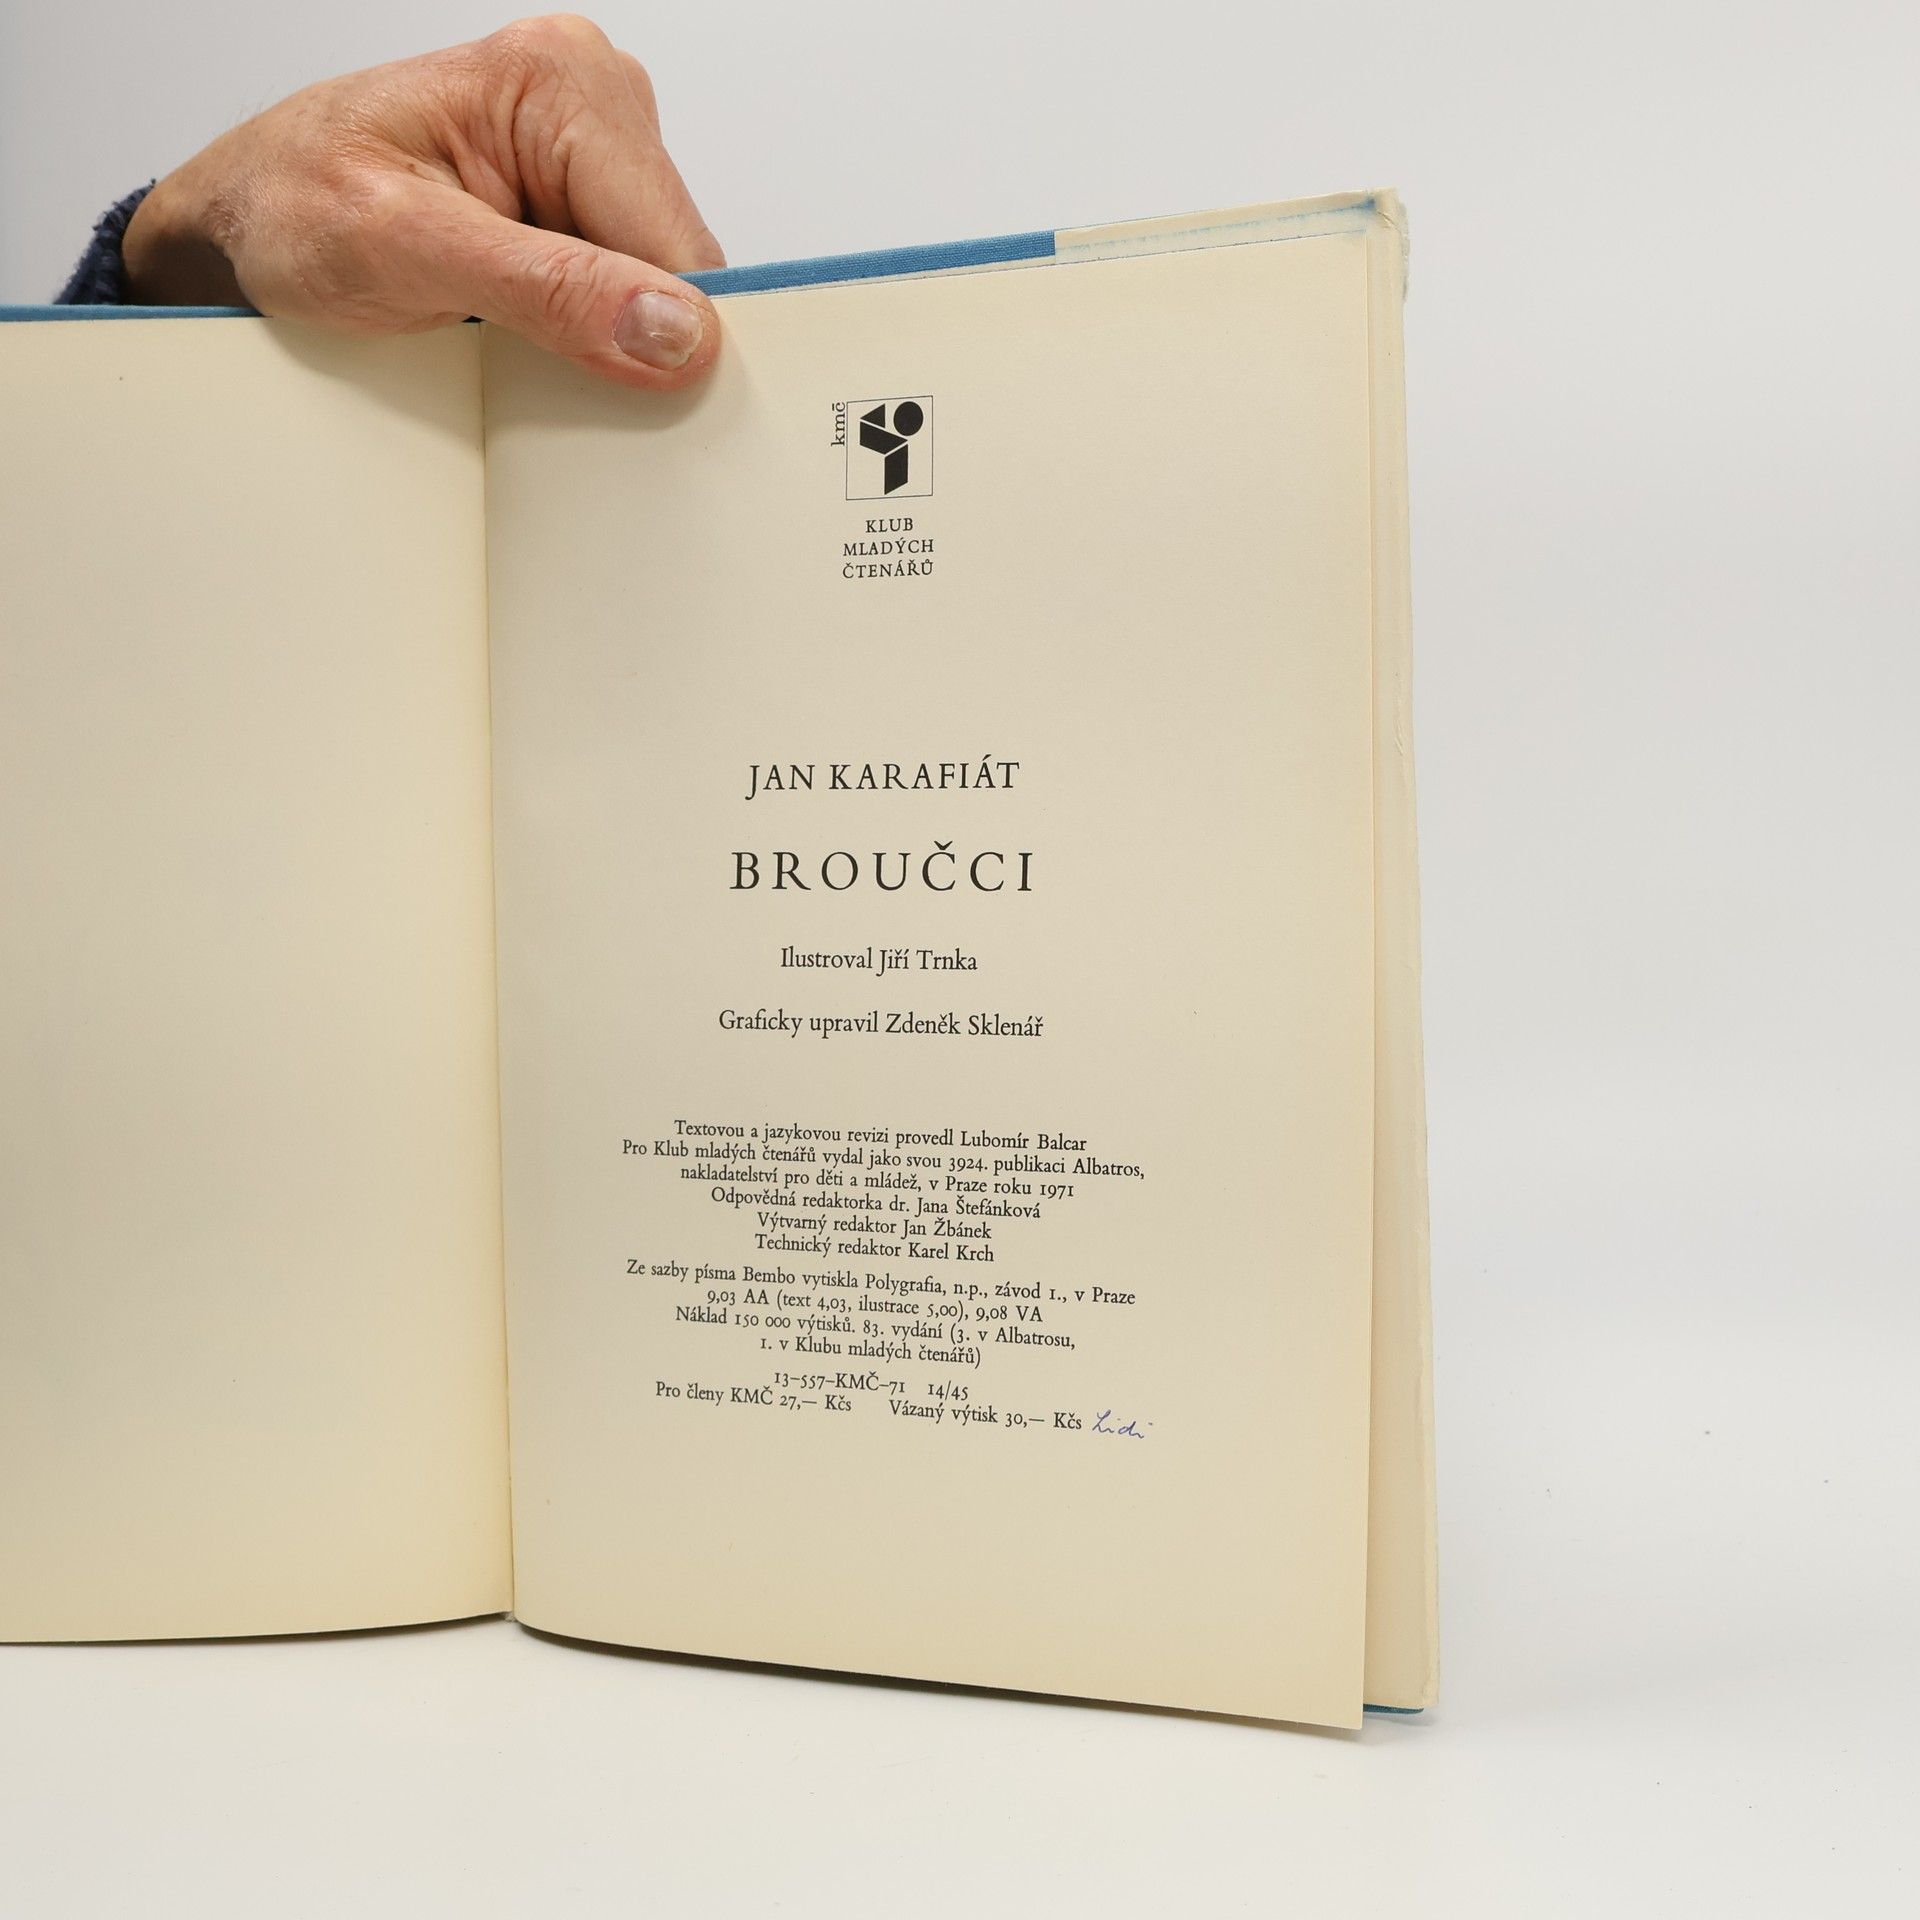 kmč
KLUB
MLADÝCH
ČTENÁŘŮ
JAN KARAFIÁT
BROUČCI
Ilustroval Jiří Trnka
Graficky upravil Zdeněk Sklenář
Textovou a jazykovou revizi provedl Lubomír Balcar
Pro Klub mladých čtenářů vydal jako svou 3924. publikaci Albatros,
nakladatelství pro děti a mládež, v Praze roku 1971
Odpovědná redaktorka dr. Jana Štefánková
Výtvarný redaktor Jan Žbánek
Technický redaktor Karel Krch
Ze sazby písma Bembo vytiskla Polygrafia, n.p., závod 1., v Praze
9,03 AA (text 4,03, ilustrace 5,00), 9,08 VA
Náklad 150 000 výtisků. 83. vydání (3. v Albatrosu,
1. v Klubu mladých čtenářů)
13–557–KMČ–71 14/45
Pro členy KMČ 27,— Kčs Vázaný výtisk 30,— Kčs